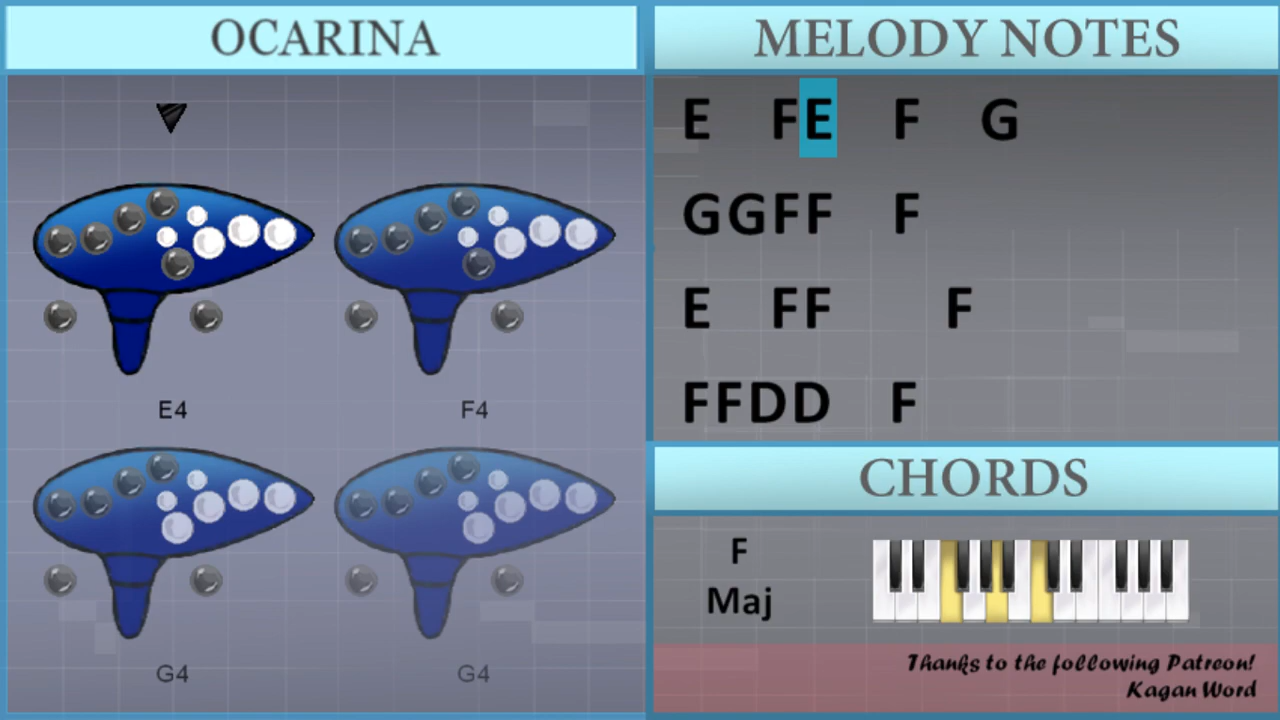 OCARINA
E4
F4
G4
G4
MELODY NOTES
E FE F G
GGFF F
E FF F
FFDD F
CHORDS
F
Maj
Thanks to the following Patreon!
Kagan Word